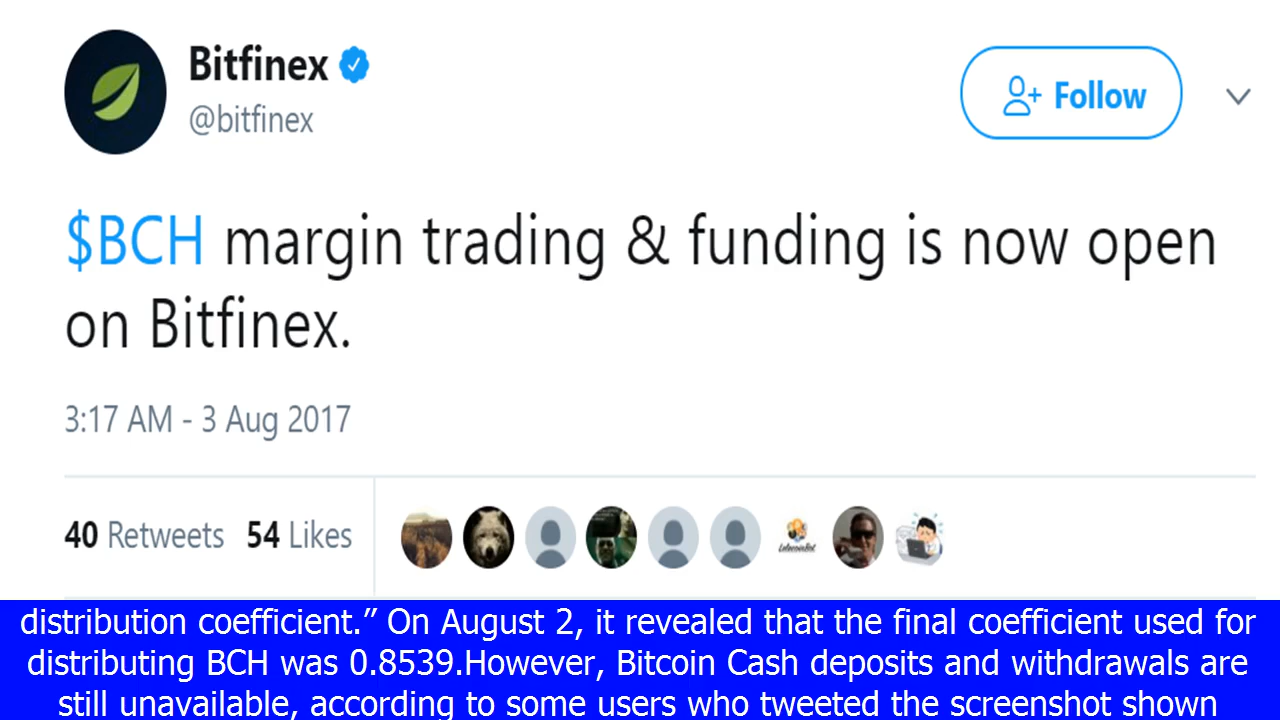 Bitfinex
@bitfinex
Follow
$BCH margin trading & funding is now open
on Bitfinex.
3:17 AM - 3 Aug 2017
40 Retweets 54 Likes
distribution coefficient.” On August 2, it revealed that the final coefficient used for
distributing BCH was 0.8539.However, Bitcoin Cash deposits and withdrawals are
still unavailable, according to some users who tweeted the screenshot shown